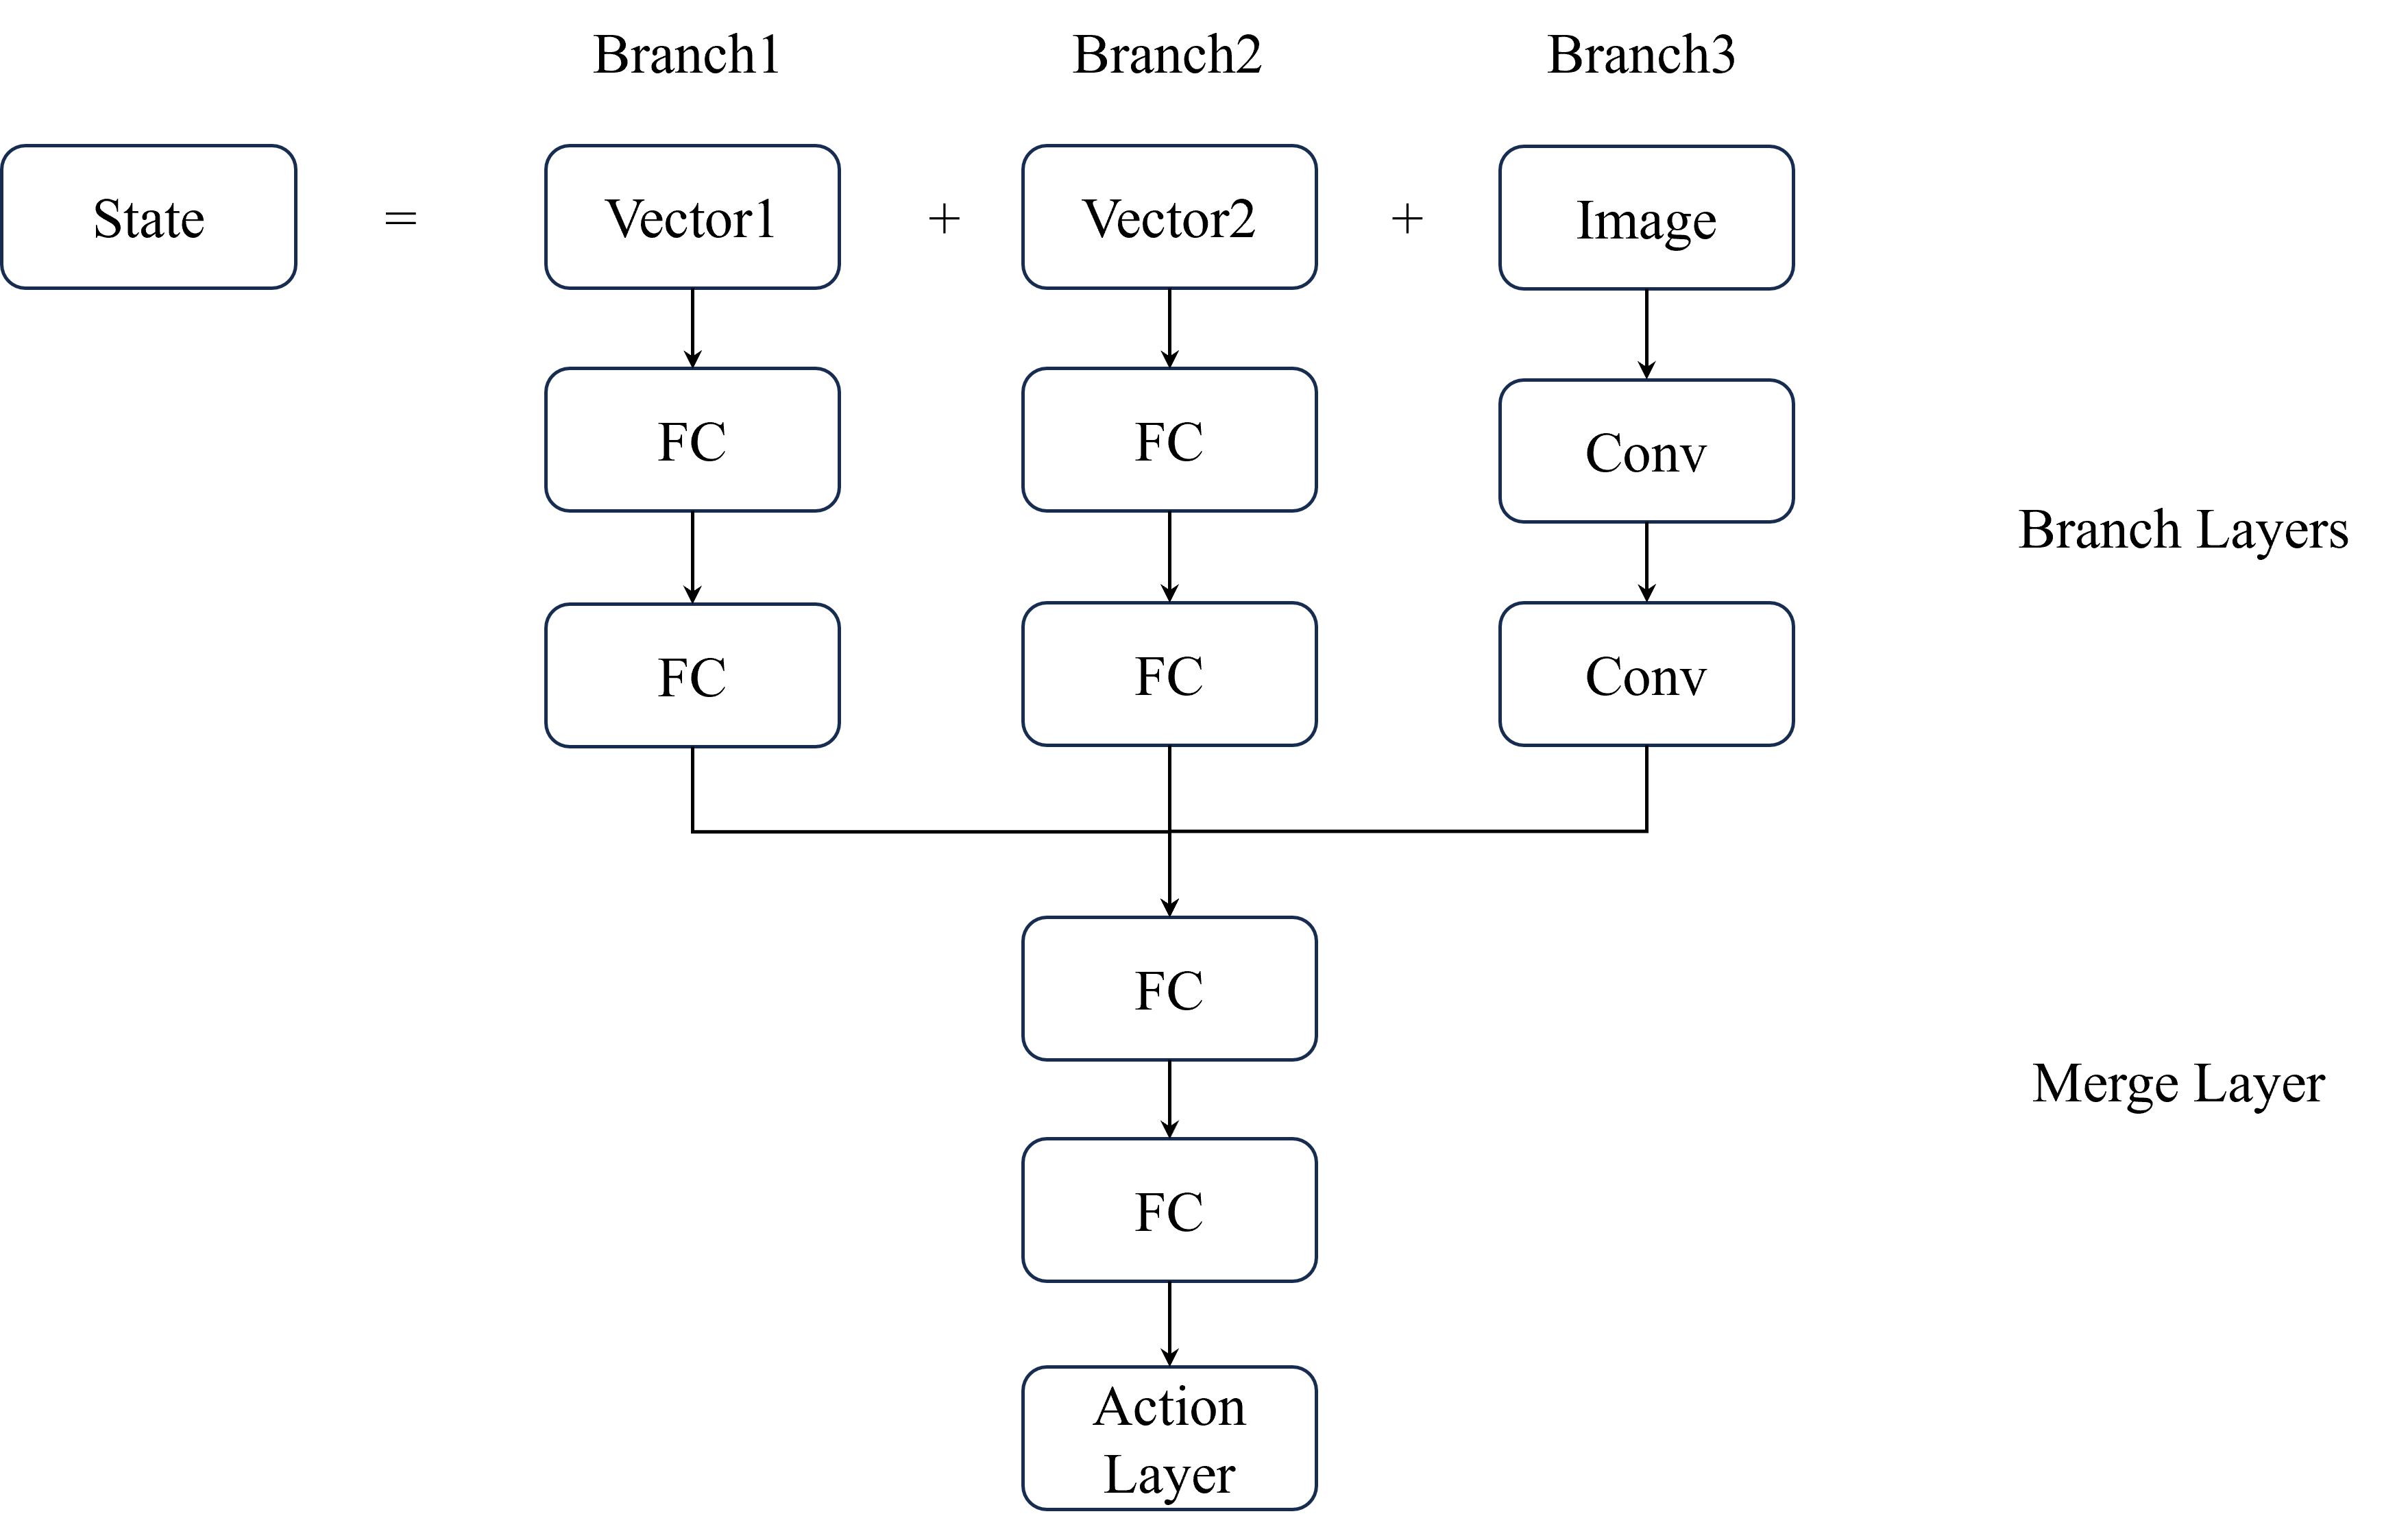 Branch1
Branch2
Branch3
State
=
Vector1
+
Vector2
+
Image
FC
FC
Conv
Branch Layers
FC
FC
Conv
FC
Merge Layer
FC
Action
Layer